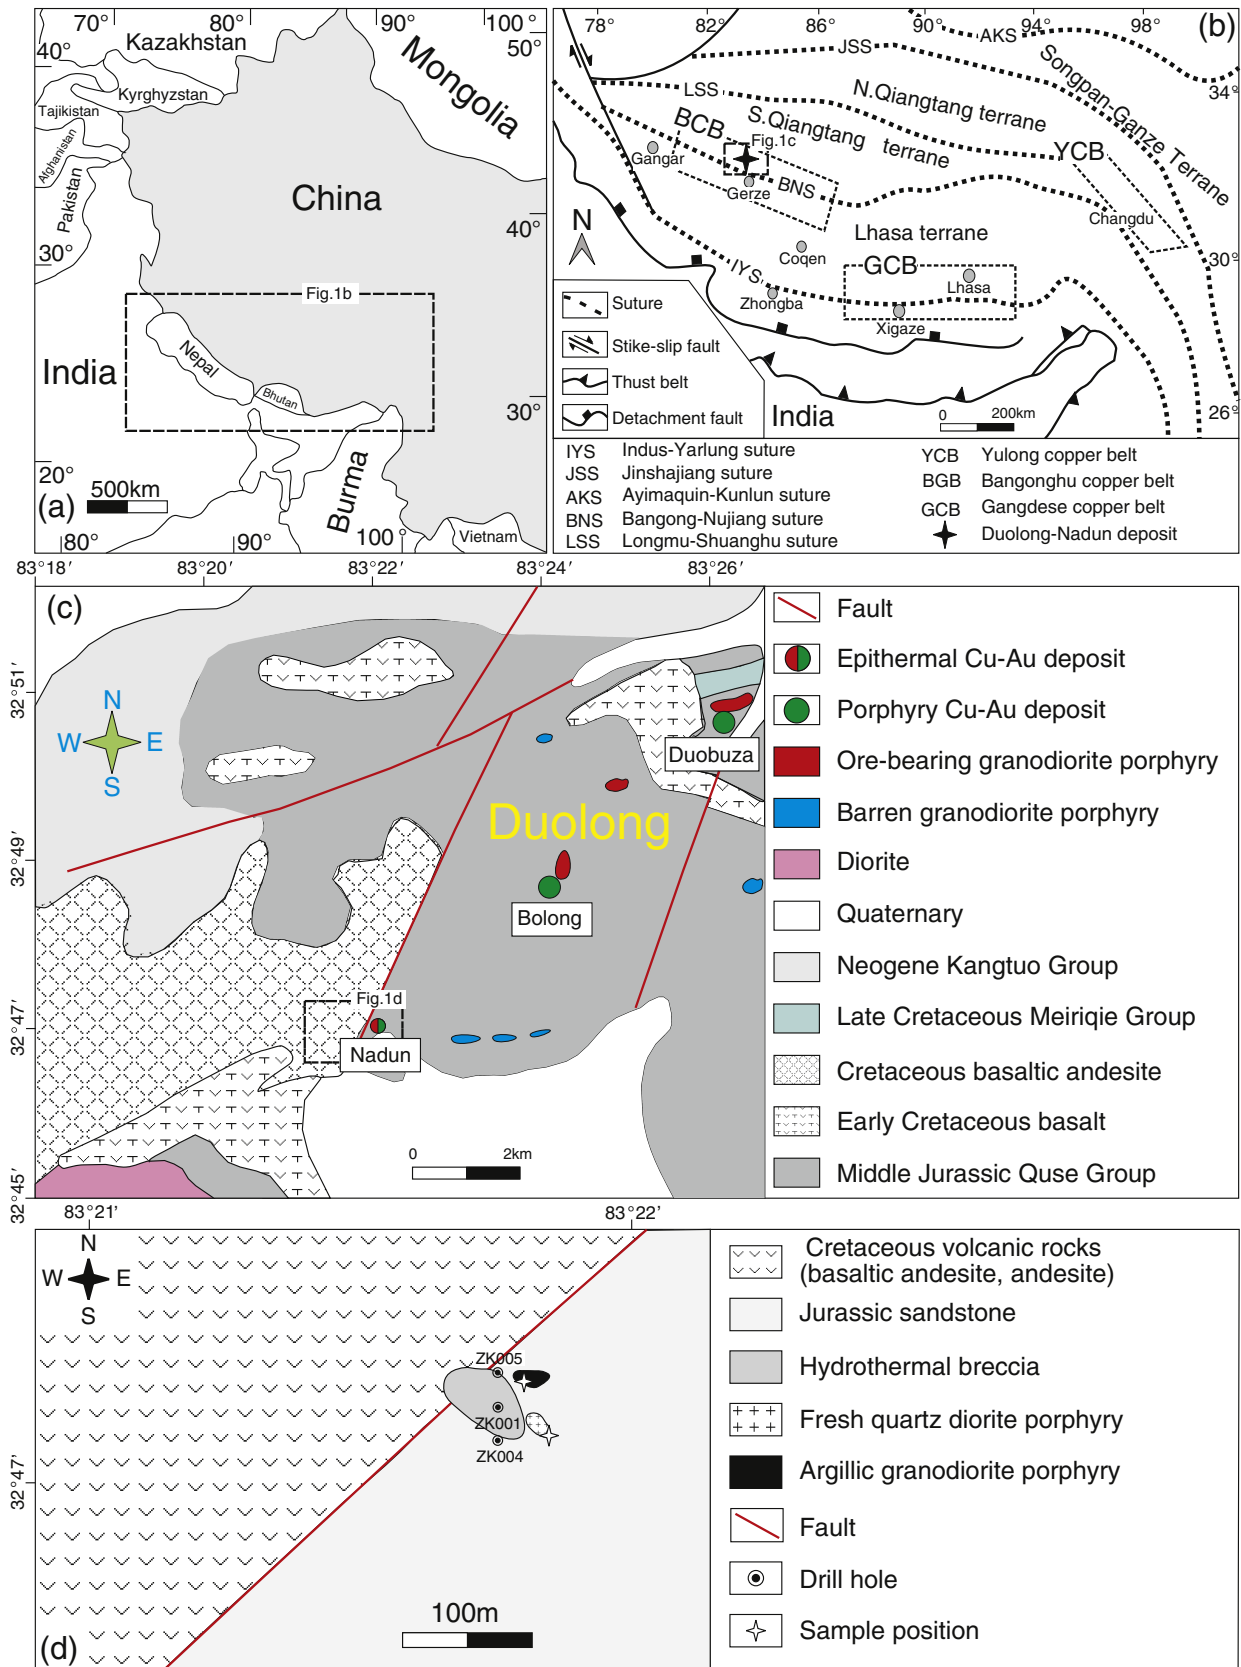 70° 80° 90° 100°
50°
40°
Kazakhstan
Mongolia
Kyrghyzstan
Tajikistan
Afghanistan
Pakistan
China
40°
30°
Fig.1b
Nepal
India
Bhutan
30°
20°
Burma
(a)
500km
Vietnam
80° 90° 100°
78° 82° 86° 90° 94° 98°
(b)
AKS
JSS
Songpan-Ganze Terrane
34°
LSS
N.Qiangtang terrane
BCB
S.Qiangtang terrane
Fig.1c
YCB
Gangar
BNS
Gerze
Changdu
N
Lhasa terrane
Coqen
GCB
30°
IYS
Lhasa
Zhongba
Xigaze
Suture
Stike-slip fault
Thust belt
Detachment fault
India
0 200km
26°
IYS Indus-Yarlung suture
JSS Jinshajiang suture
AKS Ayimaquin-Kunlun suture
BNS Bangong-Nujiang suture
LSS Longmu-Shuanghu suture
YCB Yulong copper belt
BGB Bangonghu copper belt
GCB Gangdese copper belt
Duolong-Nadun deposit
83°18′ 83°20′ 83°22′ 83°24′ 83°26′
(c)
32°51′
N
W E
S
Duobuza
Duolong
32°49′
Bolong
Fig.1d
32°47′
Nadun
0 2km
32°45′
Fault
Epithermal Cu-Au deposit
Porphyry Cu-Au deposit
Ore-bearing granodiorite porphyry
Barren granodiorite porphyry
Diorite
Quaternary
Neogene Kangtuo Group
Late Cretaceous Meiriqie Group
Cretaceous basaltic andesite
Early Cretaceous basalt
Middle Jurassic Quse Group
83°21′ 83°22′
N
W E
S
ZK005
ZK001
ZK004
32°47′
100m
(d)
Cretaceous volcanic rocks
(basaltic andesite, andesite)
Jurassic sandstone
Hydrothermal breccia
Fresh quartz diorite porphyry
Argillic granodiorite porphyry
Fault
Drill hole
Sample position